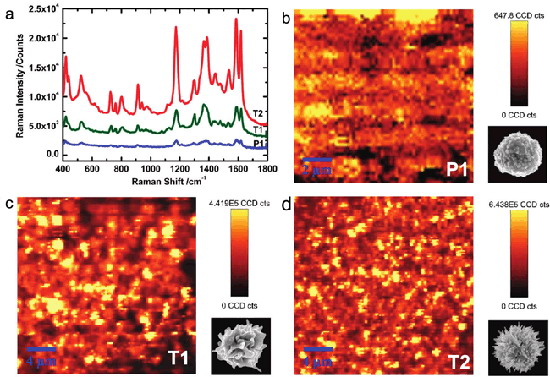 a
Raman Intensity /Counts
2.5x10⁴
2.0x10⁴
1.5x10⁴
1.0x10⁴
5.0x10³
0.0
T2
T1
P1
400 600 800 1000 1200 1400 1600 1800
Raman Shift /cm⁻¹
b
P1
647.8 CCD cts
0 CCD cts
c
4 μm
T1
4.419E5 CCD cts
0 CCD cts
d
4 μm
T2
6.438E5 CCD cts
0 CCD cts